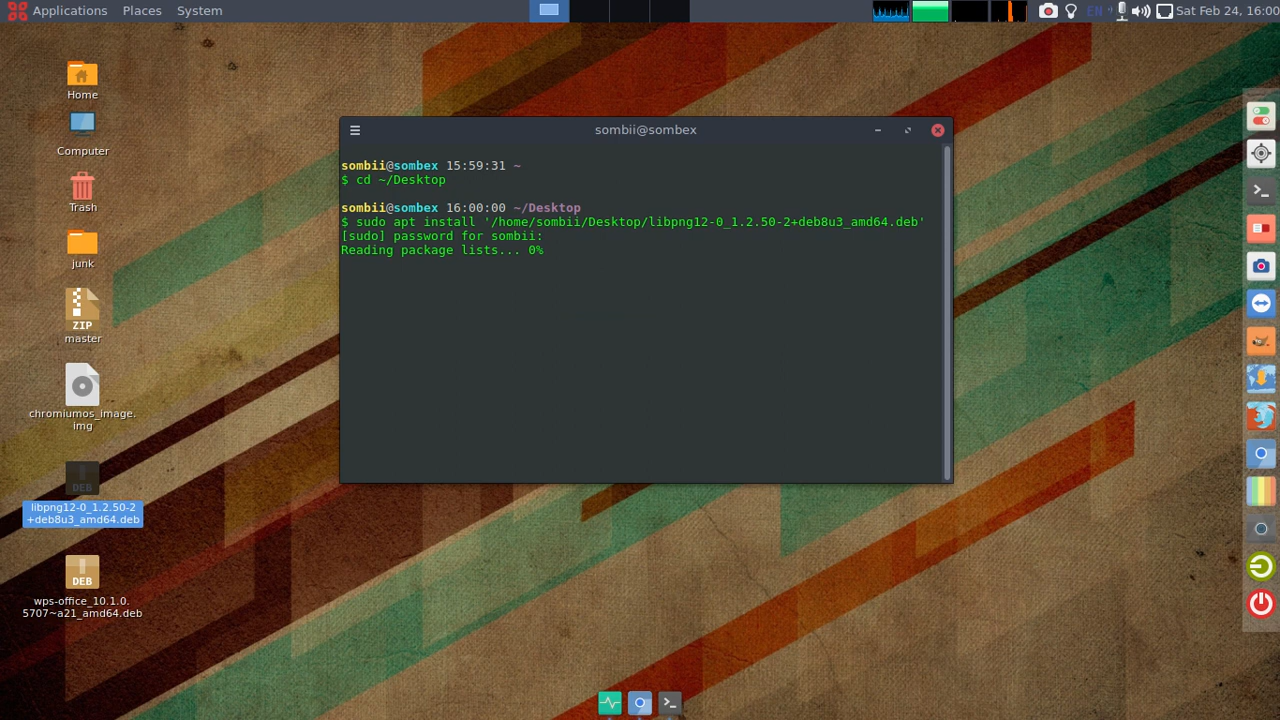 Applications Places System
EN
Sat Feb 24, 16:00
Home
Computer
Trash
junk
ZIP
master
chromiumos_image.
img
DEB
libpng12-0_1.2.50-2
+deb8u3_amd64.deb
DEB
wps-office_10.1.0.
5707~a21_amd64.deb
sombii@sombex
sombii@sombex 15:59:31 ~
$ cd ~/Desktop
sombii@sombex 16:00:00 ~/Desktop
$ sudo apt install '/home/sombii/Desktop/libpng12-0_1.2.50-2+deb8u3_amd64.deb'
[sudo] password for sombii:
Reading package lists... 0%